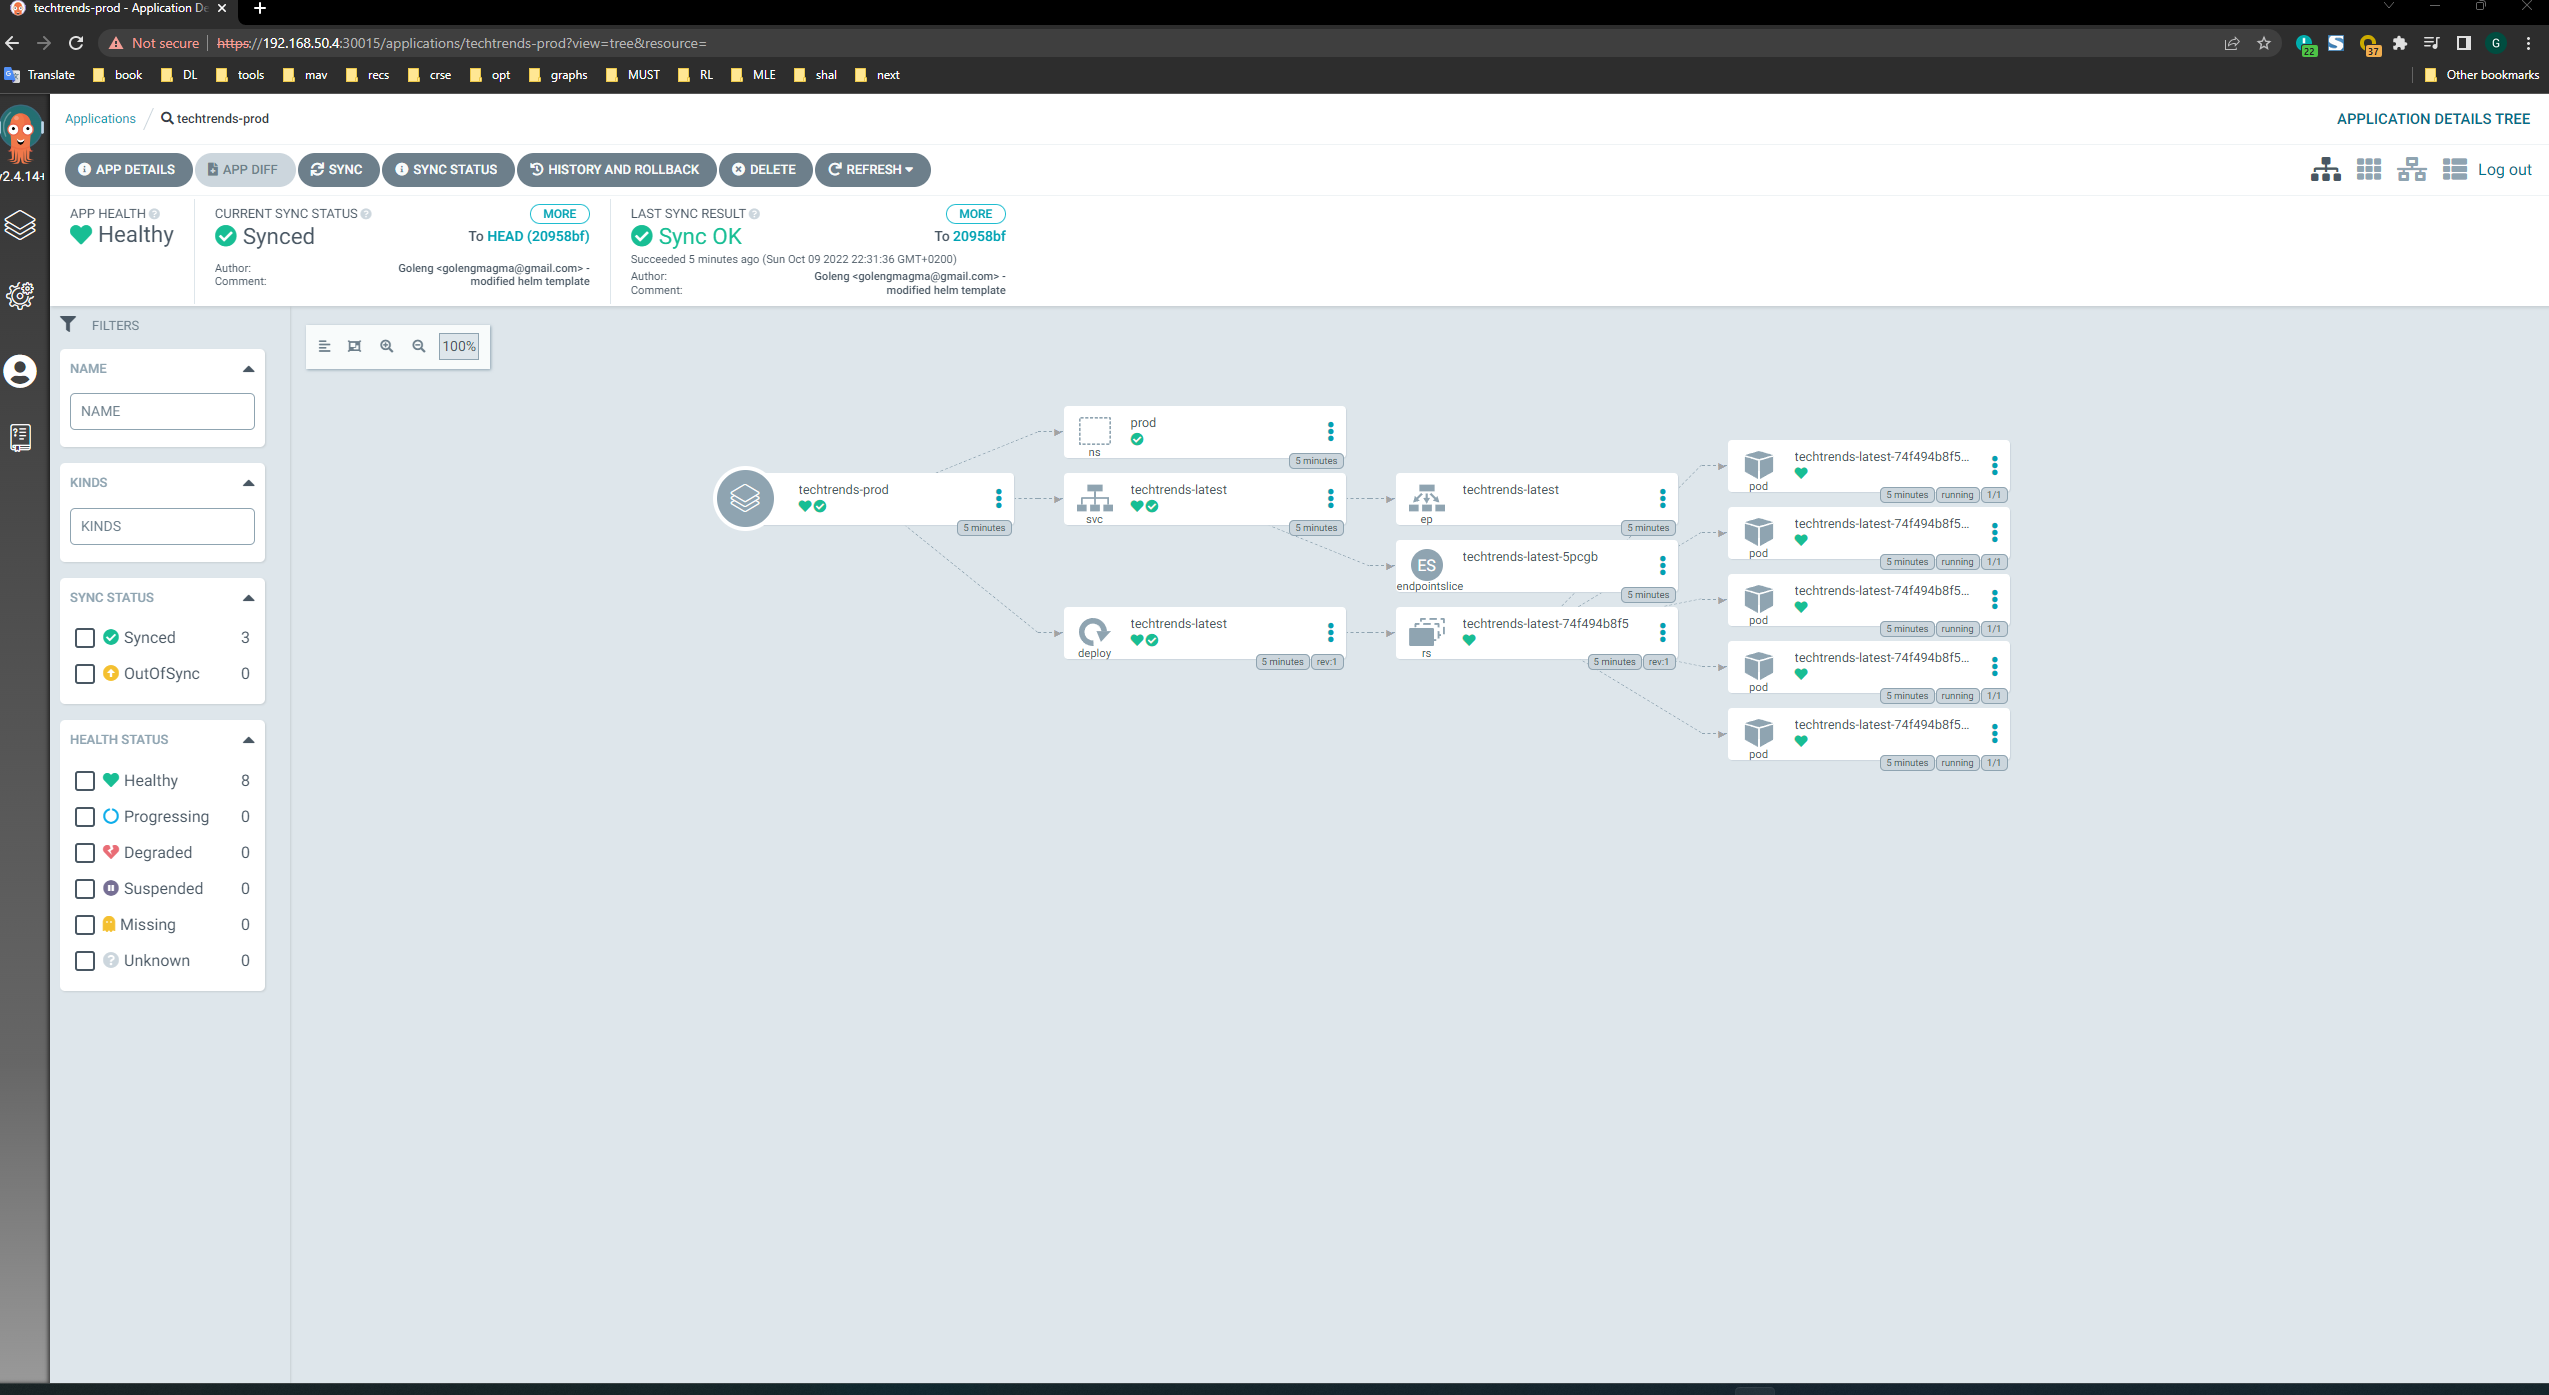 techtrends-prod - Application De
Not secure https://192.168.50.4:30015/applications/techtrends-prod?view=tree&resource= 22 37 G
Translate book DL tools mav recs crse opt graphs MUST RL MLE shal next Other bookmarks
v2.4.14+
Applications / techtrends-prod APPLICATION DETAILS TREE
APP DETAILS APP DIFF SYNC SYNC STATUS HISTORY AND ROLLBACK DELETE REFRESH Log out
APP HEALTH
Healthy
CURRENT SYNC STATUS MORE
Synced To HEAD (20958bf)
Author: Goleng <golengmagma@gmail.com> -
Comment: modified helm template
LAST SYNC RESULT MORE
Sync OK To 20958bf
Succeeded 5 minutes ago (Sun Oct 09 2022 22:31:36 GMT+0200)
Author: Goleng <golengmagma@gmail.com> -
Comment: modified helm template
FILTERS
NAME
NAME
KINDS
KINDS
SYNC STATUS
Synced 3
OutOfSync 0
HEALTH STATUS
Healthy 8
Progressing 0
Degraded 0
Suspended 0
Missing 0
Unknown 0
100%
techtrends-prod
5 minutes
prod
ns
5 minutes
techtrends-latest
svc
5 minutes
techtrends-latest
deploy
5 minutes rev:1
techtrends-latest
ep
5 minutes
ES
techtrends-latest-5pcgb
endpointslice
5 minutes
techtrends-latest-74f494b8f5
rs
5 minutes rev:1
techtrends-latest-74f494b8f5...
pod
5 minutes running 1/1
techtrends-latest-74f494b8f5...
pod
5 minutes running 1/1
techtrends-latest-74f494b8f5...
pod
5 minutes running 1/1
techtrends-latest-74f494b8f5...
pod
5 minutes running 1/1
techtrends-latest-74f494b8f5...
pod
5 minutes running 1/1